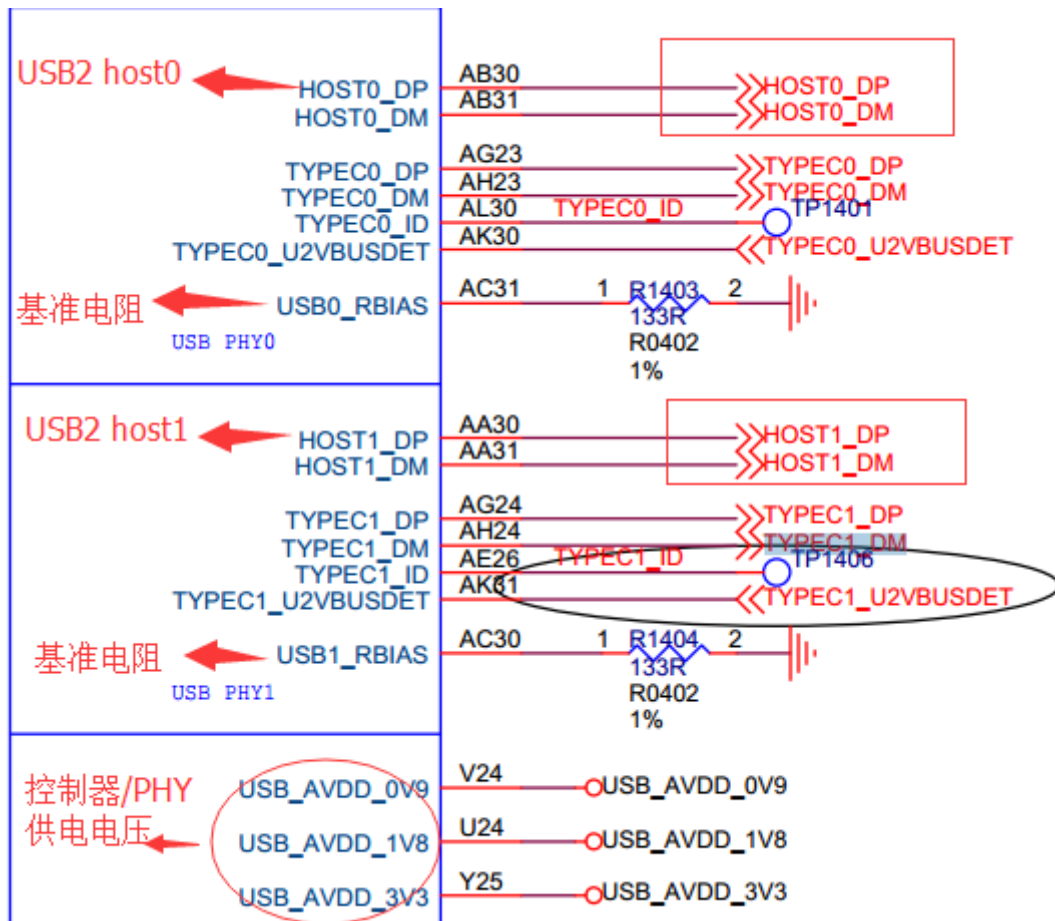 USB2 host0
HOST0_DP AB30 HOST0_DP
HOST0_DM AB31 HOST0_DM
TYPEC0_DP AG23 TYPEC0_DP
TYPEC0_DM AH23 TYPEC0_DM
TYPEC0_ID AL30 TYPEC0_ID TP1401
TYPEC0_U2VBUSDET AK30 TYPEC0_U2VBUSDET
基准电阻 USB0_RBIAS AC31 1 R1403 2
133R
R0402
1%
USB PHY0
USB2 host1
HOST1_DP AA30 HOST1_DP
HOST1_DM AA31 HOST1_DM
TYPEC1_DP AG24 TYPEC1_DP
TYPEC1_DM AH24 TYPEC1_DM
TYPEC1_ID AE26 TYPEC1_ID TP1406
TYPEC1_U2VBUSDET AK31 TYPEC1_U2VBUSDET
基准电阻 USB1_RBIAS AC30 1 R1404 2
133R
R0402
1%
USB PHY1
控制器/PHY
供电电压
USB_AVDD_0V9 V24 USB_AVDD_0V9
USB_AVDD_1V8 U24 USB_AVDD_1V8
USB_AVDD_3V3 Y25 USB_AVDD_3V3